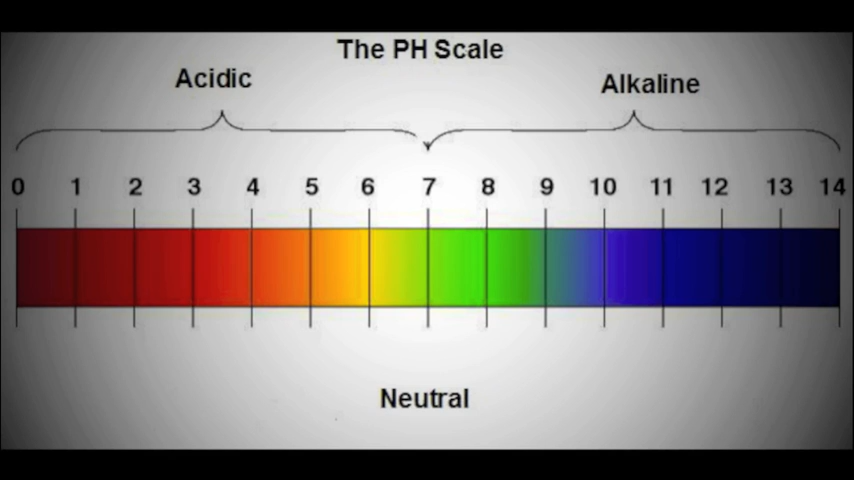 The PH Scale
Acidic
Alkaline
0 1 2 3 4 5 6 7 8 9 10 11 12 13 14
Neutral